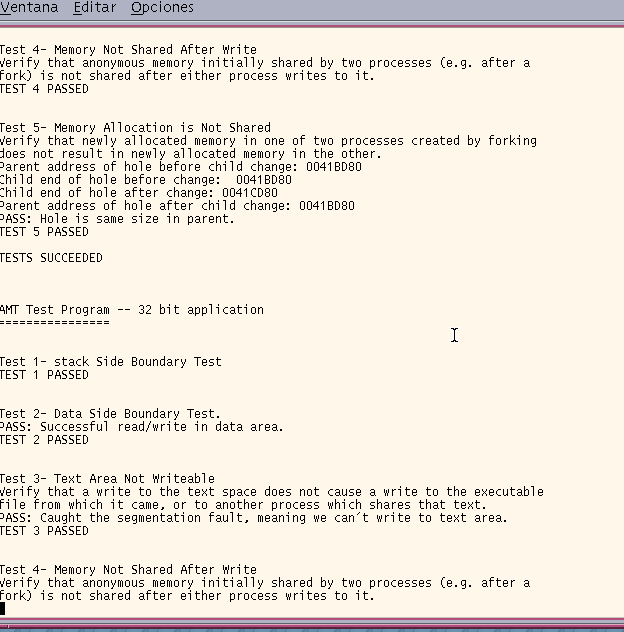 Ventana Editar Opciones
Test 4- Memory Not Shared After Write
Verify that anonymous memory initially shared by two processes (e.g. after a
fork) is not shared after either process writes to it.
TEST 4 PASSED
Test 5- Memory Allocation is Not Shared
Verify that newly allocated memory in one of two processes created by forking
does not result in newly allocated memory in the other.
Parent address of hole before child change: 0041BD80
Child end of hole before change:  0041BD80
Child end of hole after change: 0041CD80
Parent address of hole after child change: 0041BD80
PASS: Hole is same size in parent.
TEST 5 PASSED
TESTS SUCCEEDED
AMT Test Program -- 32 bit application
================
Test 1- stack Side Boundary Test
TEST 1 PASSED
Test 2- Data Side Boundary Test.
PASS: Successful read/write in data area.
TEST 2 PASSED
Test 3- Text Area Not Writeable
Verify that a write to the text space does not cause a write to the executable
file from which it came, or to another process which shares that text.
PASS: Caught the segmentation fault, meaning we can´t write to text area.
TEST 3 PASSED
Test 4- Memory Not Shared After Write
Verify that anonymous memory initially shared by two processes (e.g. after a
fork) is not shared after either process writes to it.